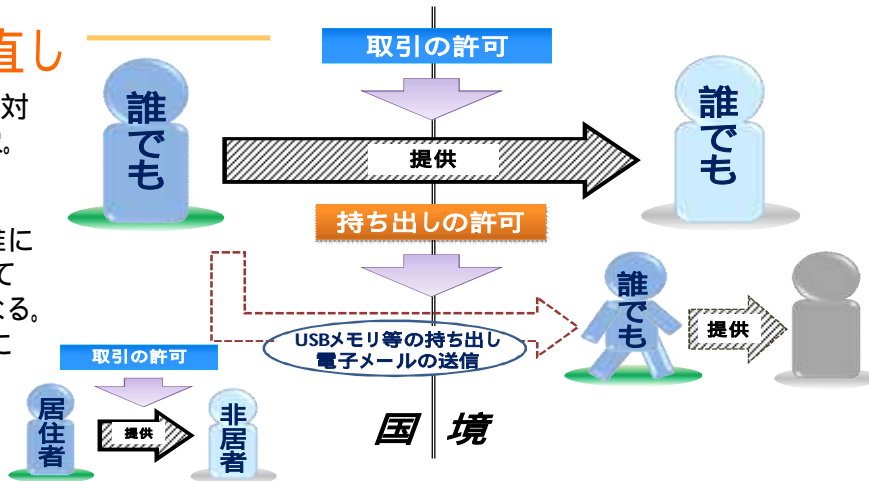 直し
対
。
取引の許可
誰でも
提供
誰でも
持ち出しの許可
に
て
なる。
に
USBメモリ等の持ち出し
電子メールの送信
誰でも
提供
取引の許可
居住者
提供
非居者
国境